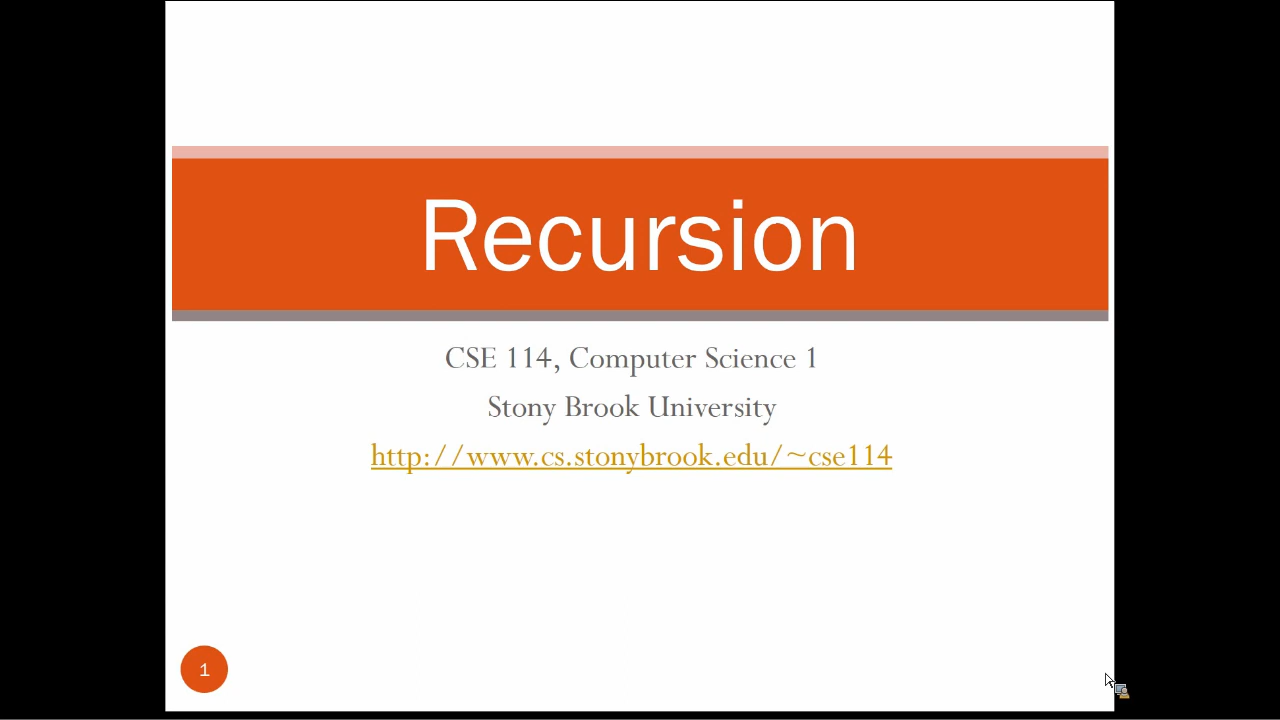 Recursion
CSE 114, Computer Science 1
Stony Brook University
http://www.cs.stonybrook.edu/~cse114
1